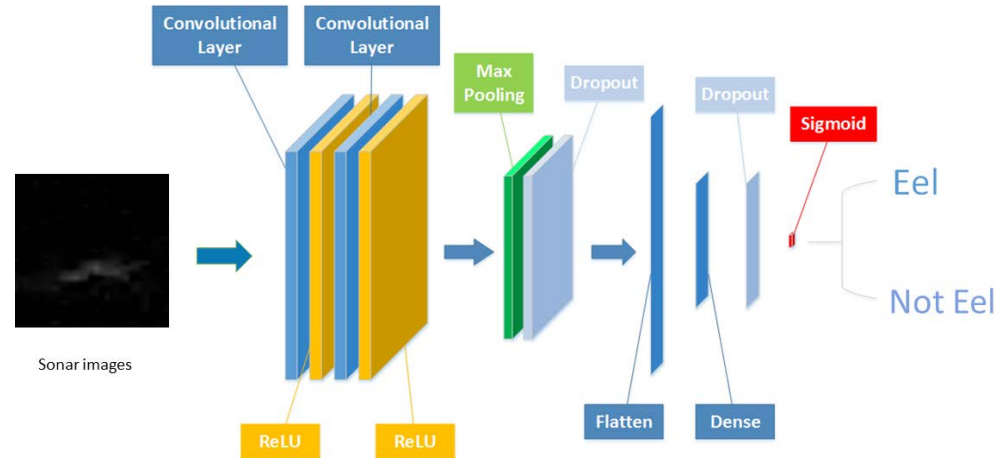 Convolutional
Layer
Convolutional
Layer
Max
Pooling
Dropout
Dropout
Sigmoid
Eel
Not Eel
Sonar images
Flatten
Dense
ReLU
ReLU